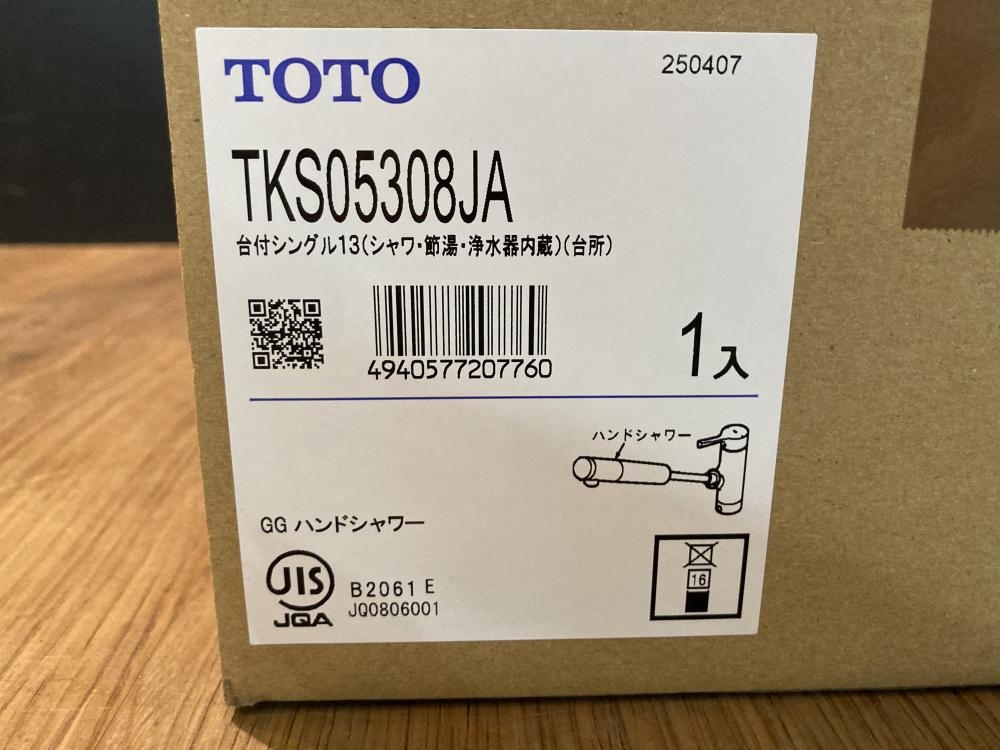 TOTO
250407
TKS05308JA
台付シングル13(シャワ・節湯・浄水器内蔵)(台所)
4940577207760
1入
ハンドシャワー
GG ハンドシャワー
JIS
JQA
B2061 E
JQ0806001
16